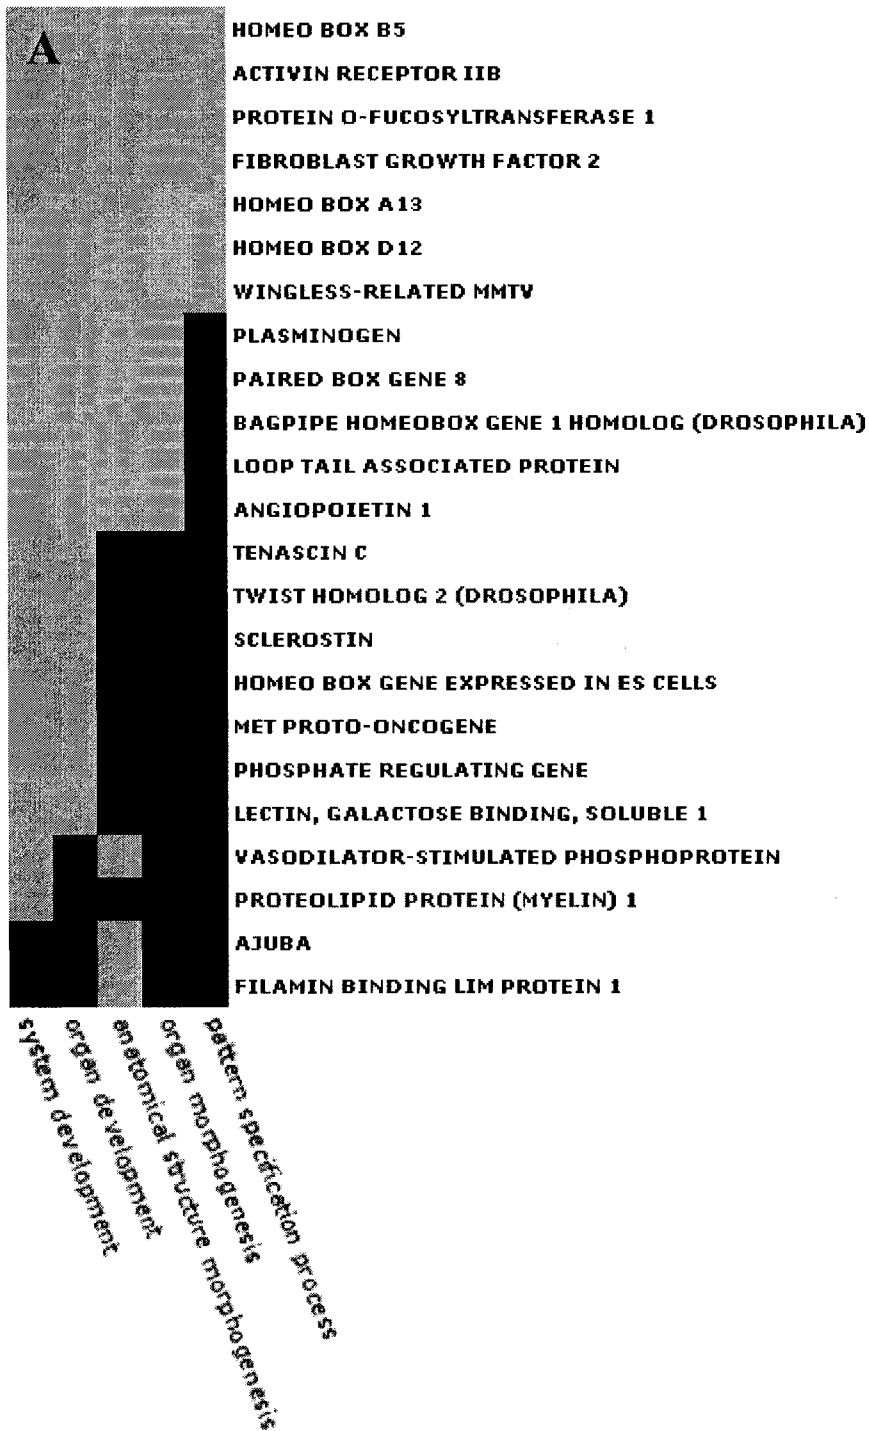 A
HOMEO BOX B5
ACTIVIN RECEPTOR IIB
PROTEIN O-FUCOSYLTRANSFERASE 1
FIBROBLAST GROWTH FACTOR 2
HOMEO BOX A13
HOMEO BOX D12
WINGLESS-RELATED MMTV
PLASMINOGEN
PAIRED BOX GENE 8
BAGPIPE HOMEOBOX GENE 1 HOMOLOG (DROSOPHILA)
LOOP TAIL ASSOCIATED PROTEIN
ANGIOPOIETIN 1
TENASCIN C
TWIST HOMOLOG 2 (DROSOPHILA)
SCLEROSTIN
HOMEO BOX GENE EXPRESSED IN ES CELLS
MET PROTO-ONCOGENE
PHOSPHATE REGULATING GENE
LECTIN, GALACTOSE BINDING, SOLUBLE 1
VASODILATOR-STIMULATED PHOSPHOPROTEIN
PROTEOLIPID PROTEIN (MYELIN) 1
AJUBA
FILAMIN BINDING LIM PROTEIN 1
system development
organ development
anatomical structure morphogenesis
organ morphogenesis
pattern specification process